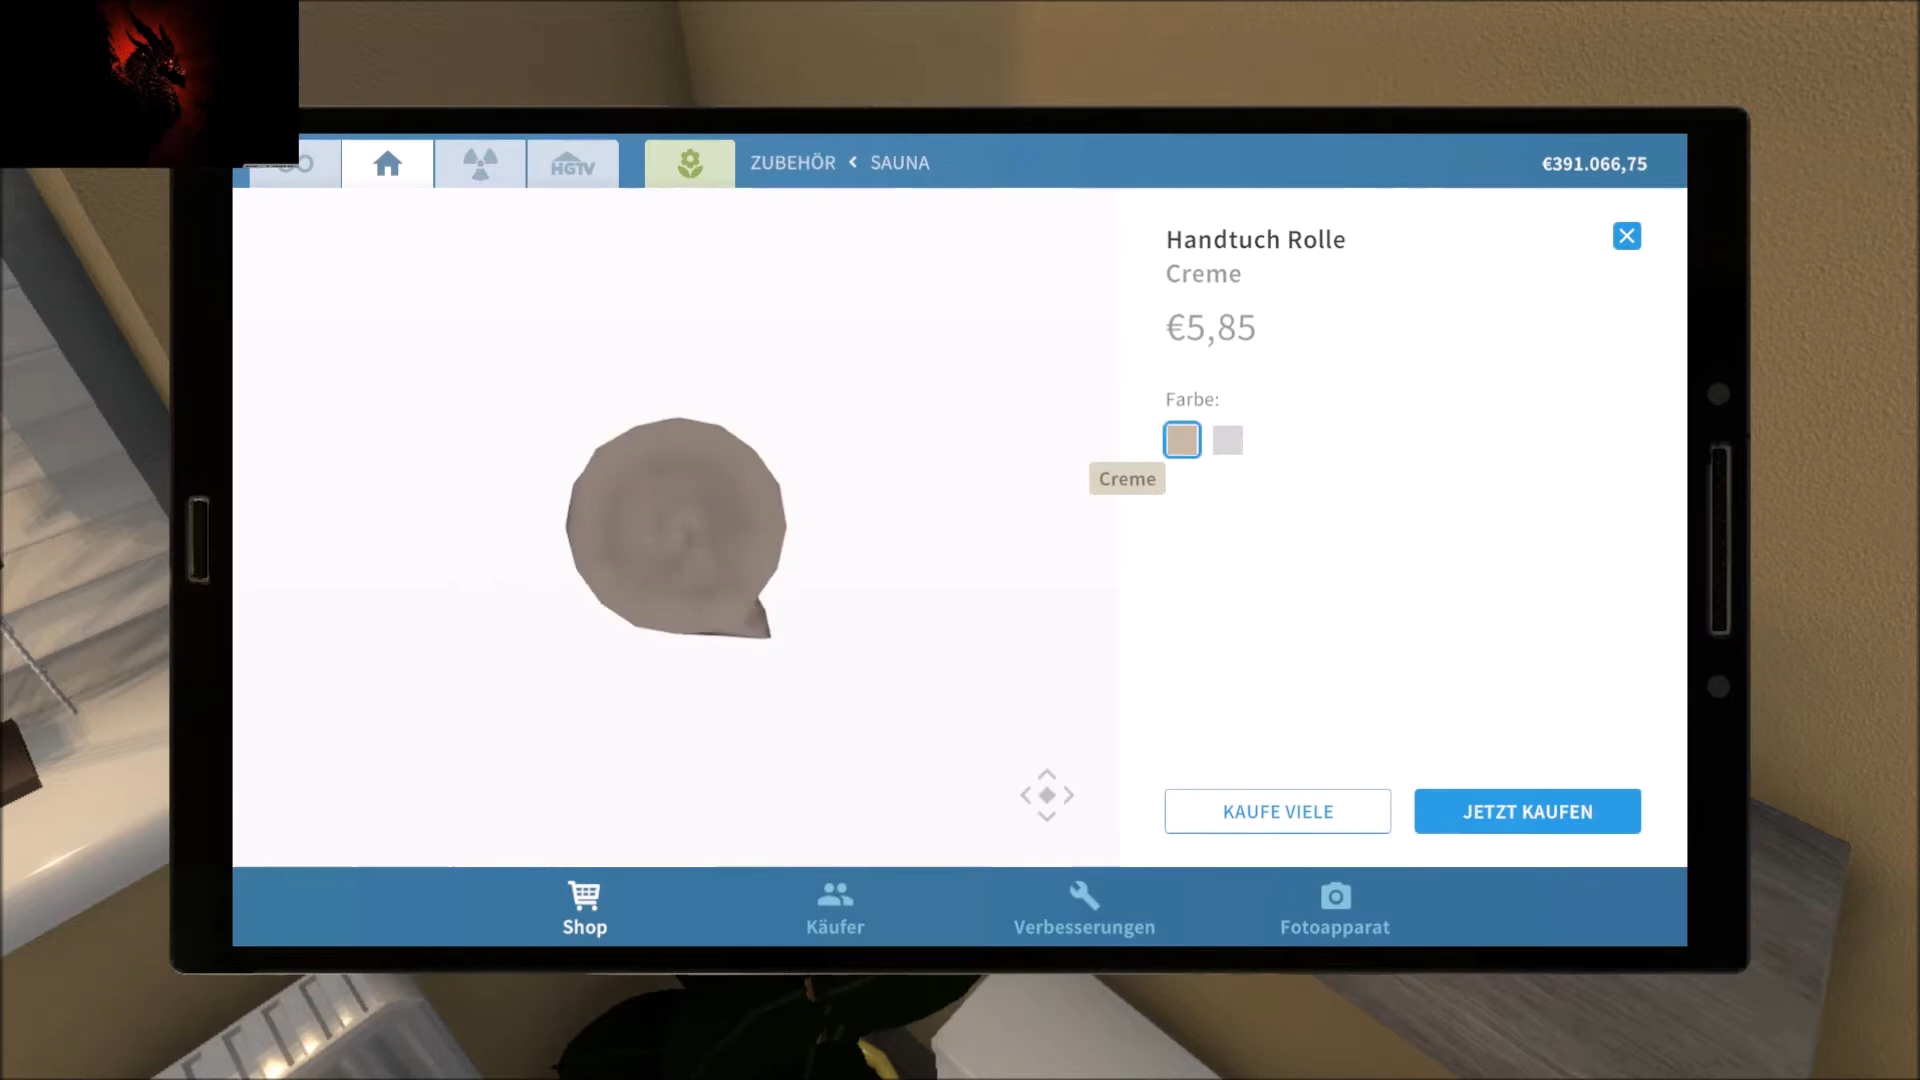 HGTV
ZUBEHÖR < SAUNA
€391.066,75
Handtuch Rolle
Creme
€5,85
Farbe:
Creme
KAUFE VIELE
JETZT KAUFEN
Shop
Käufer
Verbesserungen
Fotoapparat